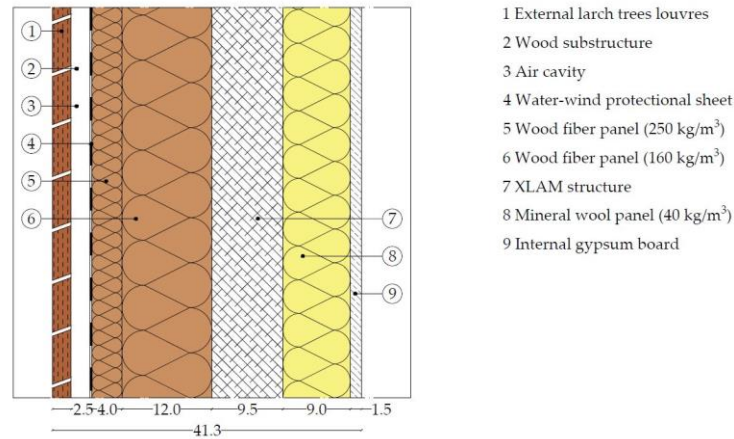 1 External larch trees louvres
2 Wood substructure
3 Air cavity
4 Water-wind protectional sheet
5 Wood fiber panel (250 kg/m³)
6 Wood fiber panel (160 kg/m³)
7 XLAM structure
8 Mineral wool panel (40 kg/m³)
9 Internal gypsum board
1
2
3
4
5
6
7
8
9
2.5 4.0 12.0 9.5 9.0 1.5
41.3